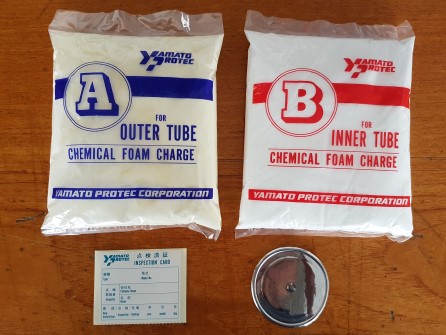 YAMATO
PROTEC
A
FOR
OUTER TUBE
CHEMICAL FOAM CHARGE
YAMATO PROTEC CORPORATION
YAMATO
PROTEC
B
FOR
INNER TUBE
CHEMICAL FOAM CHARGE
YAMATO PROTEC CORPORATION
YAMATO
PROTEC
点検済証
INSPECTION CARD